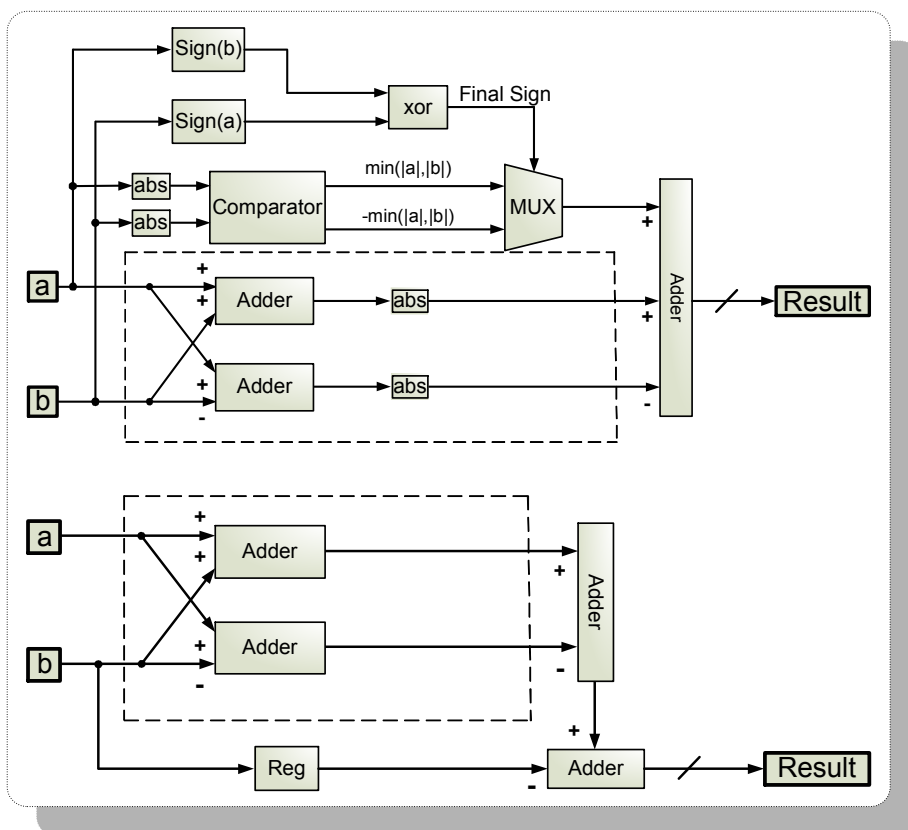 Sign(b)
Sign(a)
xor
Final Sign
abs
abs
Comparator
min(|a|,|b|)
-min(|a|,|b|)
MUX
+
a
+
+
Adder
abs
+
Adder
Result
b
+
-
Adder
abs
-
a
+
+
Adder
+
Adder
b
+
-
Adder
-
+
Reg
-
Adder
Result